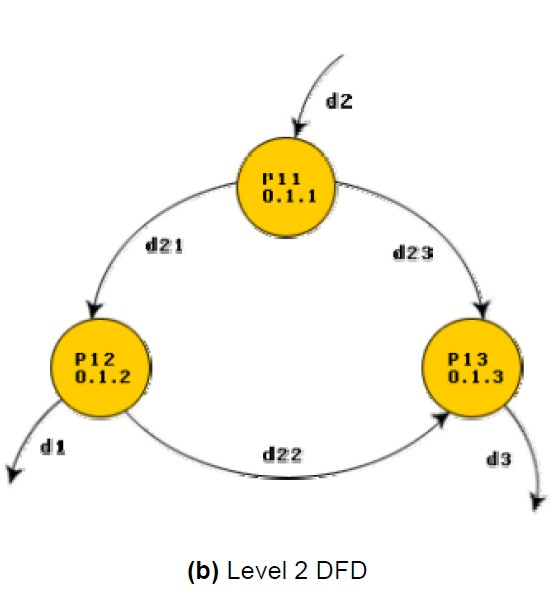 d2
P11
0.1.1
d21
d23
P12
0.1.2
P13
0.1.3
d1
d22
d3
(b) Level 2 DFD